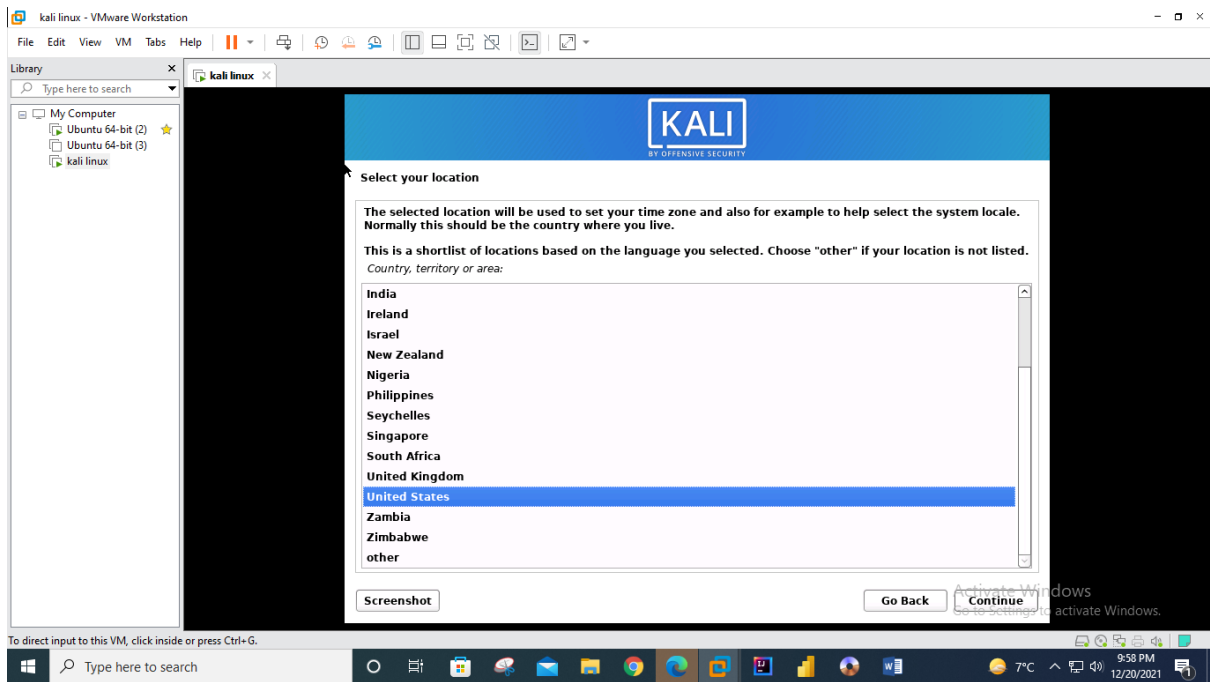 kali linux - VMware Workstation
File Edit View VM Tabs Help
Library
Type here to search
My Computer
Ubuntu 64-bit (2)
Ubuntu 64-bit (3)
kali linux
kali linux
KALI
BY OFFENSIVE SECURITY
Select your location
The selected location will be used to set your time zone and also for example to help select the system locale.
Normally this should be the country where you live.
This is a shortlist of locations based on the language you selected. Choose "other" if your location is not listed.
Country, territory or area:
India
Ireland
Israel
New Zealand
Nigeria
Philippines
Seychelles
Singapore
South Africa
United Kingdom
United States
Zambia
Zimbabwe
other
Screenshot
Go Back
Continue
Activate Windows
Go to Settings to activate Windows.
To direct input to this VM, click inside or press Ctrl+G.
Type here to search
7°C
9:58 PM
12/20/2021
1